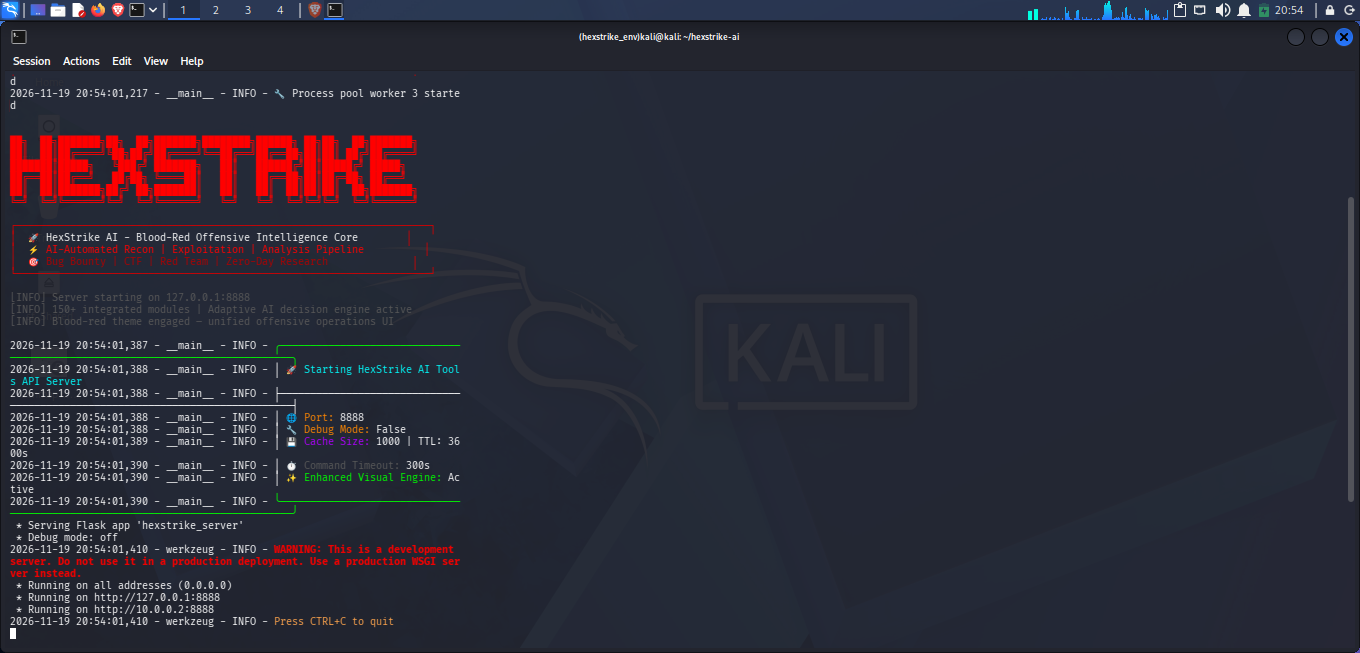 1 2 3 4 20:54
(hexstrike_env)kali@kali: ~/hexstrike-ai
Session Actions Edit View Help
d
2026-11-19 20:54:01,217 - __main__ - INFO - 🔧 Process pool worker 3 starte
d
HEXSTRIKE
🚀 HexStrike AI - Blood-Red Offensive Intelligence Core
⚡ AI-Automated Recon | Exploitation | Analysis Pipeline
🎯 Bug Bounty | CTF | Red Team | Zero-Day Research
[INFO] Server starting on 127.0.0.1:8888
[INFO] 150+ integrated modules | Adaptive AI decision engine active
[INFO] Blood-red theme engaged – unified offensive operations UI
2026-11-19 20:54:01,387 - __main__ - INFO - ╭──────────────────────────────
───────────────────────────────────────────────╮
2026-11-19 20:54:01,388 - __main__ - INFO - │ 🚀 Starting HexStrike AI Tool
s API Server
2026-11-19 20:54:01,388 - __main__ - INFO - ├──────────────────────────────
───────────────────────────────────────────────┤
2026-11-19 20:54:01,388 - __main__ - INFO - │ 🌐 Port: 8888
2026-11-19 20:54:01,388 - __main__ - INFO - │ 🔧 Debug Mode: False
2026-11-19 20:54:01,389 - __main__ - INFO - │ 💾 Cache Size: 1000 | TTL: 36
00s
2026-11-19 20:54:01,390 - __main__ - INFO - │ ⏱️ Command Timeout: 300s
2026-11-19 20:54:01,390 - __main__ - INFO - │ ✨ Enhanced Visual Engine: Ac
tive
2026-11-19 20:54:01,390 - __main__ - INFO - ╰──────────────────────────────
───────────────────────────────────────────────╯
 * Serving Flask app 'hexstrike_server'
 * Debug mode: off
2026-11-19 20:54:01,410 - werkzeug - INFO - WARNING: This is a development
server. Do not use it in a production deployment. Use a production WSGI ser
ver instead.
 * Running on all addresses (0.0.0.0)
 * Running on http://127.0.0.1:8888
 * Running on http://10.0.0.2:8888
2026-11-19 20:54:01,410 - werkzeug - INFO - Press CTRL+C to quit
KALI